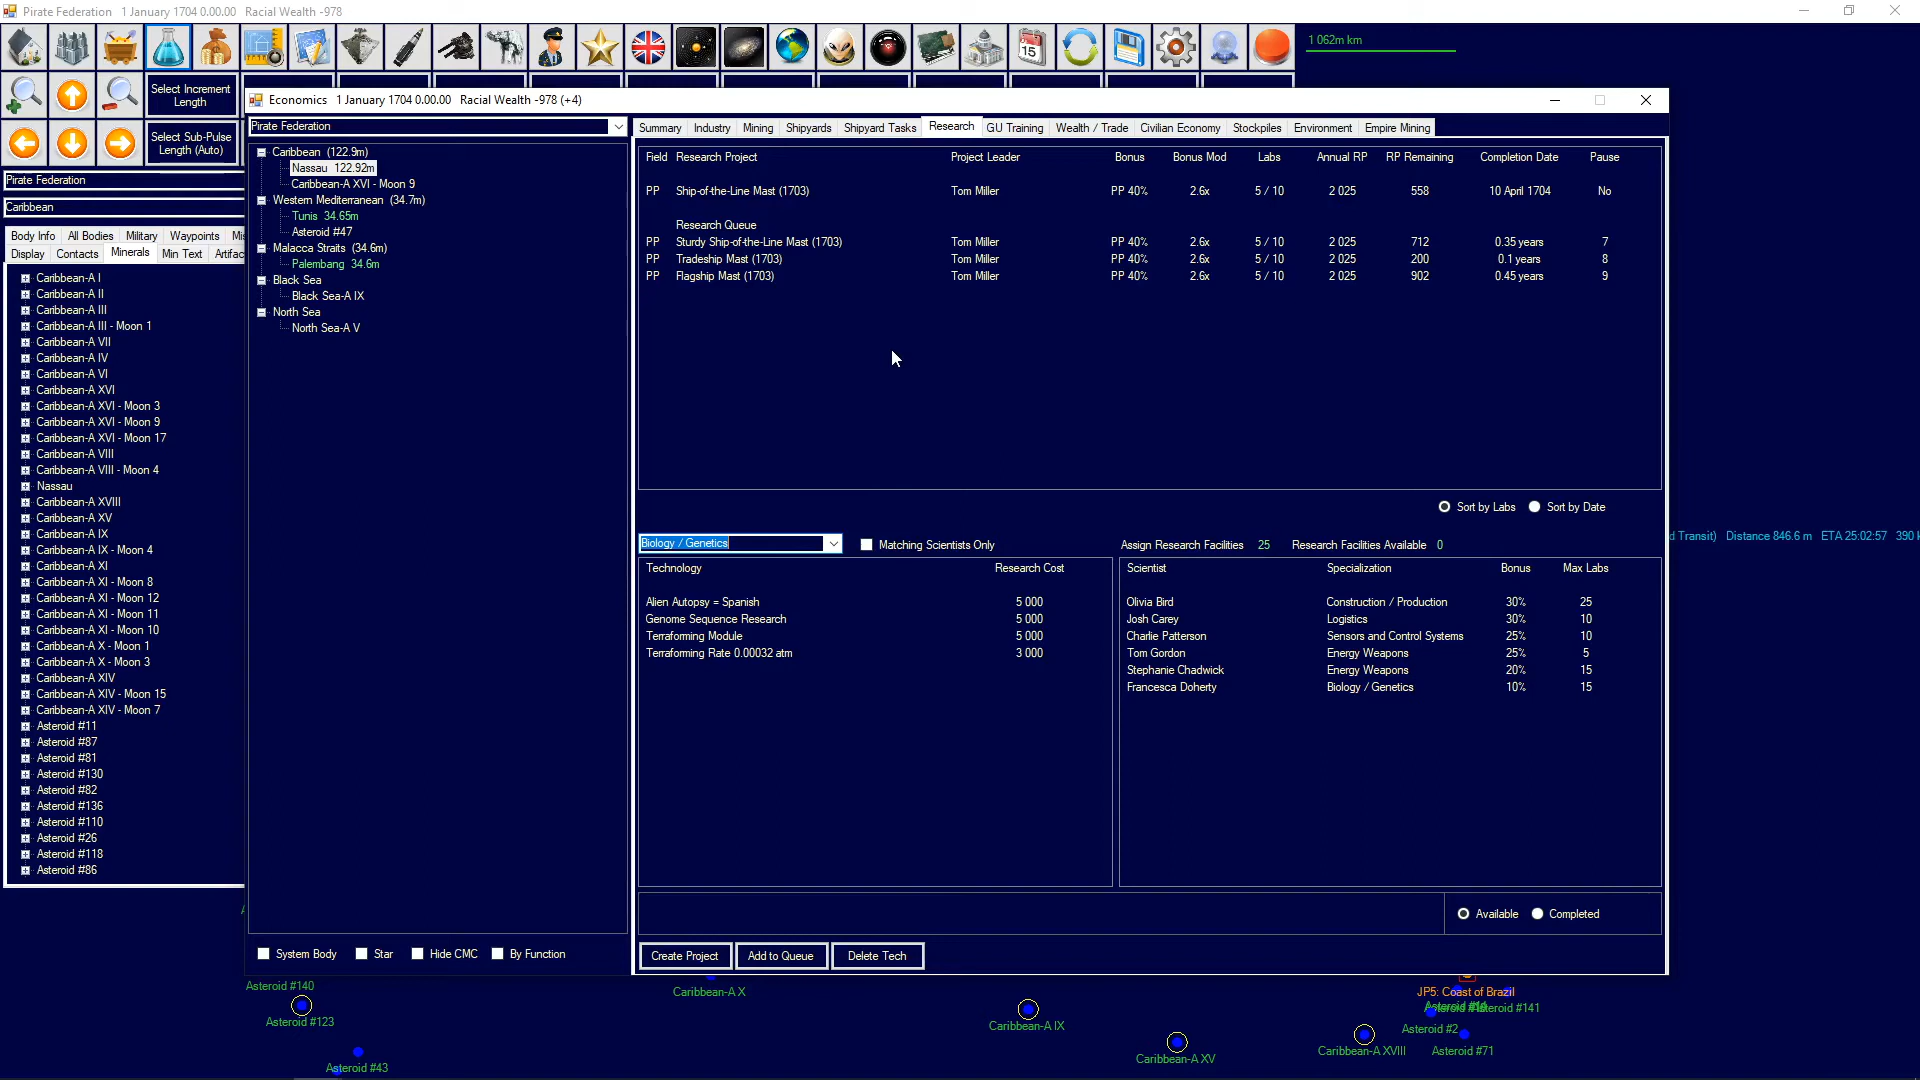 Pirate Federation 1 January 1704 0.00.00 Racial Wealth -978
1 062m km
15
Select Increment Length
Select Sub-Pulse Length (Auto)
Pirate Federation
Caribbean
Body Info All Bodies Military Waypoints
Display Contacts Minerals Min Text
Caribbean-A I
Caribbean-A II
Caribbean-A III
Caribbean-A III - Moon 1
Caribbean-A VII
Caribbean-A IV
Caribbean-A VI
Caribbean-A XVI
Caribbean-A XVI - Moon 3
Caribbean-A XVI - Moon 9
Caribbean-A XVI - Moon 17
Caribbean-A VIII
Caribbean-A VIII - Moon 4
Nassau
Caribbean-A XVIII
Caribbean-A XV
Caribbean-A IX
Caribbean-A IX - Moon 4
Caribbean-A XI
Caribbean-A XI - Moon 8
Caribbean-A XI - Moon 12
Caribbean-A XI - Moon 11
Caribbean-A XI - Moon 10
Caribbean-A X - Moon 1
Caribbean-A X - Moon 3
Caribbean-A XIV
Caribbean-A XIV - Moon 15
Caribbean-A XIV - Moon 7
Asteroid #11
Asteroid #87
Asteroid #81
Asteroid #130
Asteroid #82
Asteroid #136
Asteroid #110
Asteroid #26
Asteroid #118
Asteroid #86
Economics 1 January 1704 0.00.00 Racial Wealth -978 (+4)
Pirate Federation
Caribbean (122.9m)
Nassau 122.92m
Caribbean-A XVI - Moon 9
Western Mediterranean (34.7m)
Tunis 34.65m
Asteroid #47
Malacca Straits (34.6m)
Palembang 34.6m
Black Sea
Black Sea-A IX
North Sea
North Sea-A V
System Body Star Hide CMC By Function
Summary Industry Mining Shipyards Shipyard Tasks Research GU Training Wealth / Trade Civilian Economy Stockpiles Environment Empire Mining
Field Research Project Project Leader Bonus Bonus Mod Labs Annual RP RP Remaining Completion Date Pause
PP Ship-of-the-Line Mast (1703) Tom Miller PP 40% 2.6x 5 / 10 2 025 558 10 April 1704 No
Research Queue
PP Sturdy Ship-of-the-Line Mast (1703) Tom Miller PP 40% 2.6x 5 / 10 2 025 712 0.35 years 7
PP Tradeship Mast (1703) Tom Miller PP 40% 2.6x 5 / 10 2 025 200 0.1 years 8
PP Flagship Mast (1703) Tom Miller PP 40% 2.6x 5 / 10 2 025 902 0.45 years 9
Sort by Labs Sort by Date
Biology / Genetics Matching Scientists Only Assign Research Facilities 25 Research Facilities Available 0
Technology Research Cost
Alien Autopsy = Spanish 5 000
Genome Sequence Research 5 000
Terraforming Module 5 000
Terraforming Rate 0.00032 atm 3 000
Scientist Specialization Bonus Max Labs
Olivia Bird Construction / Production 30% 25
Josh Carey Logistics 30% 10
Charlie Patterson Sensors and Control Systems 25% 10
Tom Gordon Energy Weapons 25% 5
Stephanie Chadwick Energy Weapons 20% 15
Francesca Doherty Biology / Genetics 10% 15
Available Completed
Create Project Add to Queue Delete Tech
d Transit) Distance 846.6 m ETA 25:02:57 390
Asteroid #140
Asteroid #123
Asteroid #43
Caribbean-A X
Caribbean-A IX
Caribbean-A XV
JP5: Coast of Brazil
Asteroid #2
Caribbean-A XVIII
Asteroid #71